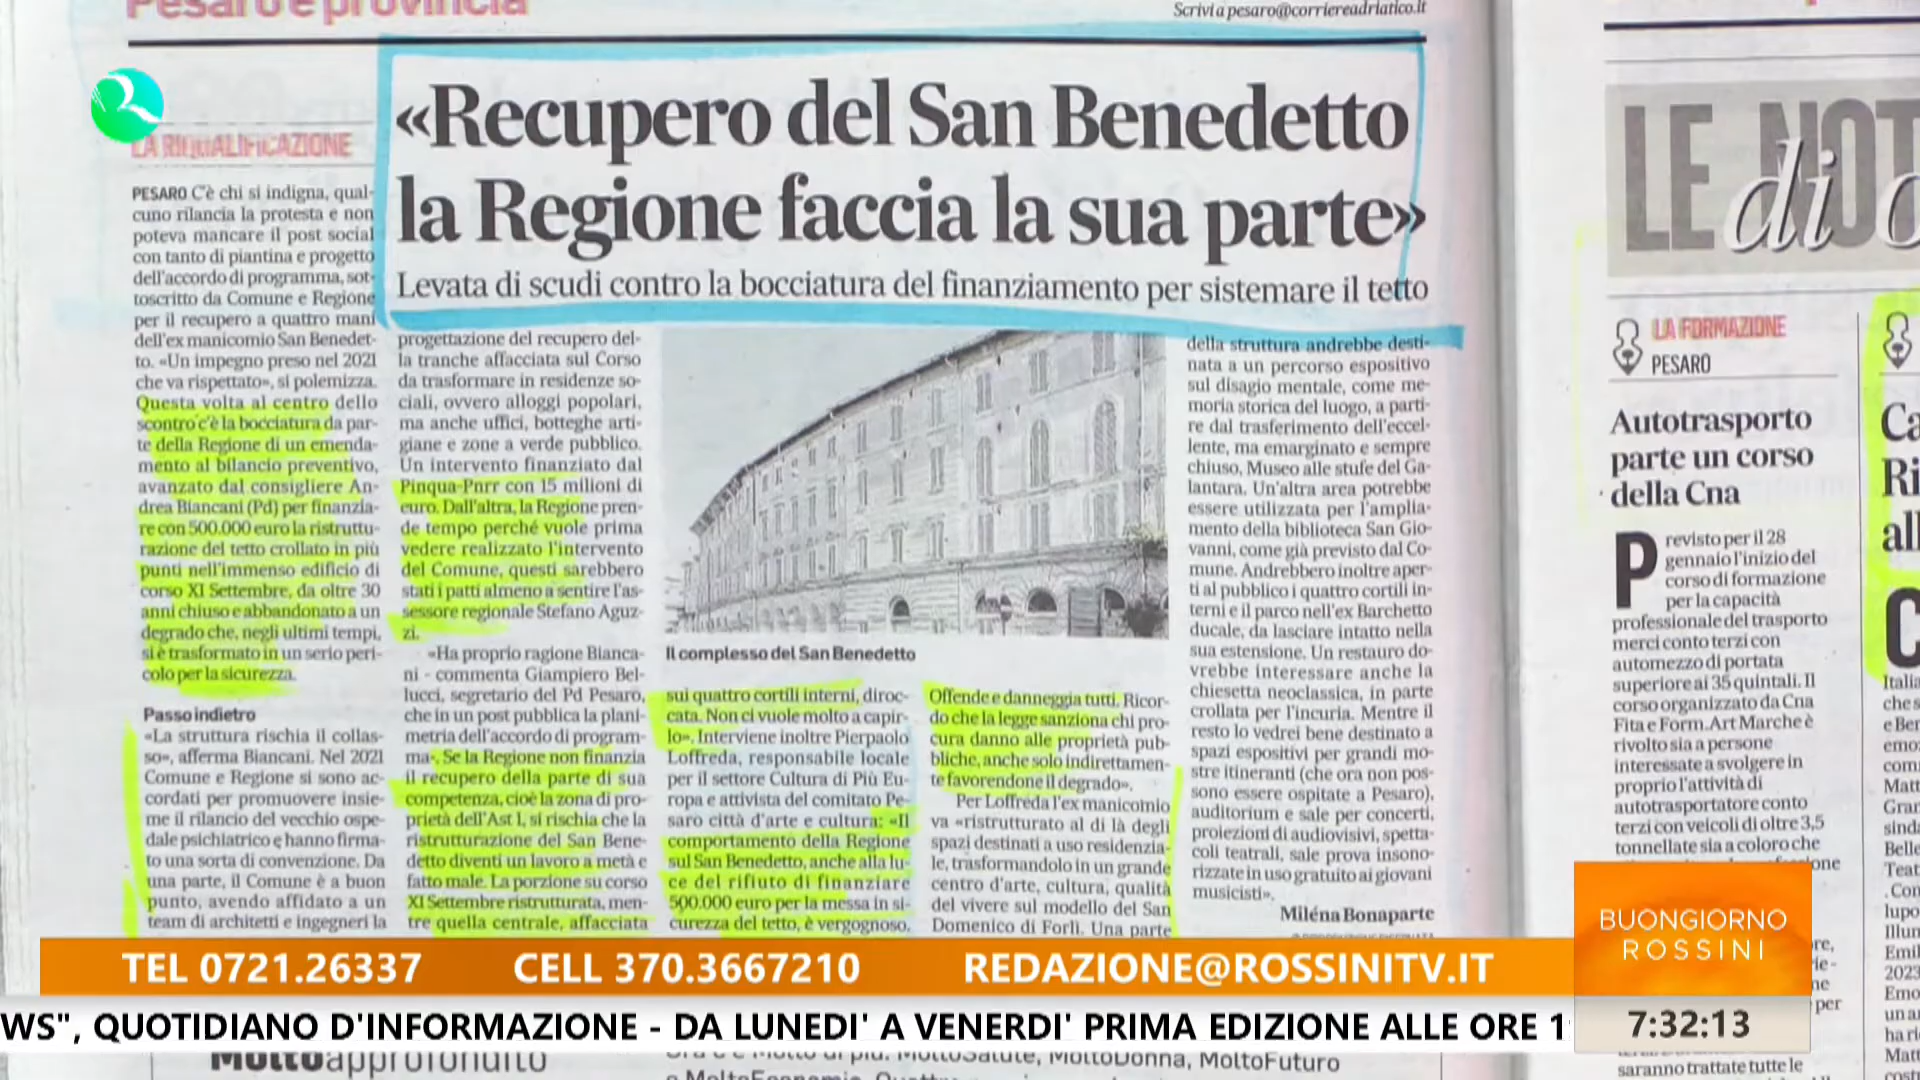 Pesaro e provincia
Scrivi a pesaro@corriereadriatico.it
LA RIQUALIFICAZIONE
«Recupero del San Benedetto
la Regione faccia la sua parte»
Levata di scudi contro la bocciatura del finanziamento per sistemare il tetto
PESARO C'è chi si indigna, qual-
cuno rilancia la protesta e non
poteva mancare il post social
con tanto di piantina e progetto
dell'accordo di programma, sot-
toscritto da Comune e Regione
per il recupero a quattro mani
dell'ex manicomio San Benedet-
to. «Un impegno preso nel 2021
che va rispettato», si polemizza.
Questa volta al centro dello
scontro c'è la bocciatura da par-
te della Regione di un emenda-
mento al bilancio preventivo,
avanzato dal consigliere An-
drea Biancani (Pd) per finanzia-
re con 500.000 euro la ristruttu-
razione del tetto crollato in più
punti nell'immenso edificio di
corso XI Settembre, da oltre 30
anni chiuso e abbandonato a un
degrado che, negli ultimi tempi,
si è trasformato in un serio peri-
colo per la sicurezza.
Passo indietro
«La struttura rischia il collas-
so», afferma Biancani. Nel 2021
Comune e Regione si sono ac-
cordati per promuovere insie-
me il rilancio del vecchio ospe-
dale psichiatrico e hanno firma-
to una sorta di convenzione. Da
una parte, il Comune è a buon
punto, avendo affidato a un
team di architetti e ingegneri la
progettazione del recupero del-
la tranche affacciata sul Corso
da trasformare in residenze so-
ciali, ovvero alloggi popolari,
ma anche uffici, botteghe arti-
giane e zone a verde pubblico.
Un intervento finanziato dal
Pinqua-Pnrr con 15 milioni di
euro. Dall'altra, la Regione pren-
de tempo perché vuole prima
vedere realizzato l'intervento
del Comune, questi sarebbero
stati i patti almeno a sentire l'as-
sessore regionale Stefano Aguz-
zi.
«Ha proprio ragione Bianca-
ni - commenta Giampiero Bel-
lucci, segretario del Pd Pesaro,
che in un post pubblica la plani-
metria dell'accordo di program-
ma-. Se la Regione non finanzia
il recupero della parte di sua
competenza, cioè la zona di pro-
prietà dell'Ast 1, si rischia che la
ristrutturazione del San Bene-
detto diventi un lavoro a metà e
fatto male. La porzione su corso
XI Settembre ristrutturata, men-
tre quella centrale, affacciata
Il complesso del San Benedetto
sui quattro cortili interni, diroc-
cata. Non ci vuole molto a capir-
lo». Interviene inoltre Pierpaolo
Loffreda, responsabile locale
per il settore Cultura di Più Eu-
ropa e attivista del comitato Pe-
saro città d'arte e cultura: «Il
comportamento della Regione
sul San Benedetto, anche alla lu-
ce del rifiuto di finanziare
500.000 euro per la messa in si-
curezza del tetto, è vergognoso.
Offende e danneggia tutti. Ricor-
do che la legge sanziona chi pro-
cura danno alle proprietà pub-
bliche, anche solo indirettamen-
te favorendone il degrado».
Per Loffreda l'ex manicomio
va «ristrutturato al di là degli
spazi destinati a uso residenzia-
le, trasformandolo in un grande
centro d'arte, cultura, qualità
del vivere sul modello del San
Domenico di Forlì. Una parte
della struttura andrebbe desti-
nata a un percorso espositivo
sul disagio mentale, come me-
moria storica del luogo, a parti-
re dal trasferimento dell'eccel-
lente, ma emarginato e sempre
chiuso, Museo alle stufe del Ga-
lantara. Un'altra area potrebbe
essere utilizzata per l'amplia-
mento della biblioteca San Gio-
vanni, come già previsto dal Co-
mune. Andrebbero inoltre aper-
ti al pubblico i quattro cortili in-
terni e il parco nell'ex Barchetto
ducale, da lasciare intatto nella
sua estensione. Un restauro do-
vrebbe interessare anche la
chiesetta neoclassica, in parte
crollata per l'incuria. Mentre il
resto lo vedrei bene destinato a
spazi espositivi per grandi mo-
stre itineranti (che ora non pos-
sono essere ospitate a Pesaro),
auditorium e sale per concerti,
proiezioni di audiovisivi, spetta-
coli teatrali, sale prova insono-
rizzate in uso gratuito ai giovani
musicisti».
Miléna Bonaparte
LE NOT
di
LA FORMAZIONE
PESARO
Autotrasporto
parte un corso
della Cna
Previsto per il 28
gennaio l'inizio del
corso di formazione
per la capacità
professionale del trasporto
merci conto terzi con
automezzo di portata
superiore ai 35 quintali. Il
corso organizzato da Cna
Fita e Form.Art Marche è
rivolto sia a persone
interessate a svolgere in
proprio l'attività di
autotrasportatore conto
terzi con veicoli di oltre 3,5
tonnellate sia a coloro che
saranno trattate tutte le
TEL 0721.26337 CELL 370.3667210 REDAZIONE@ROSSINITV.IT
BUONGIORNO
ROSSINI
WS", QUOTIDIANO D'INFORMAZIONE - DA LUNEDI' A VENERDI' PRIMA EDIZIONE ALLE ORE 1
7:32:13
Moltoapprofondito
MoltoSalute, MoltoDonna, MoltoFuturo